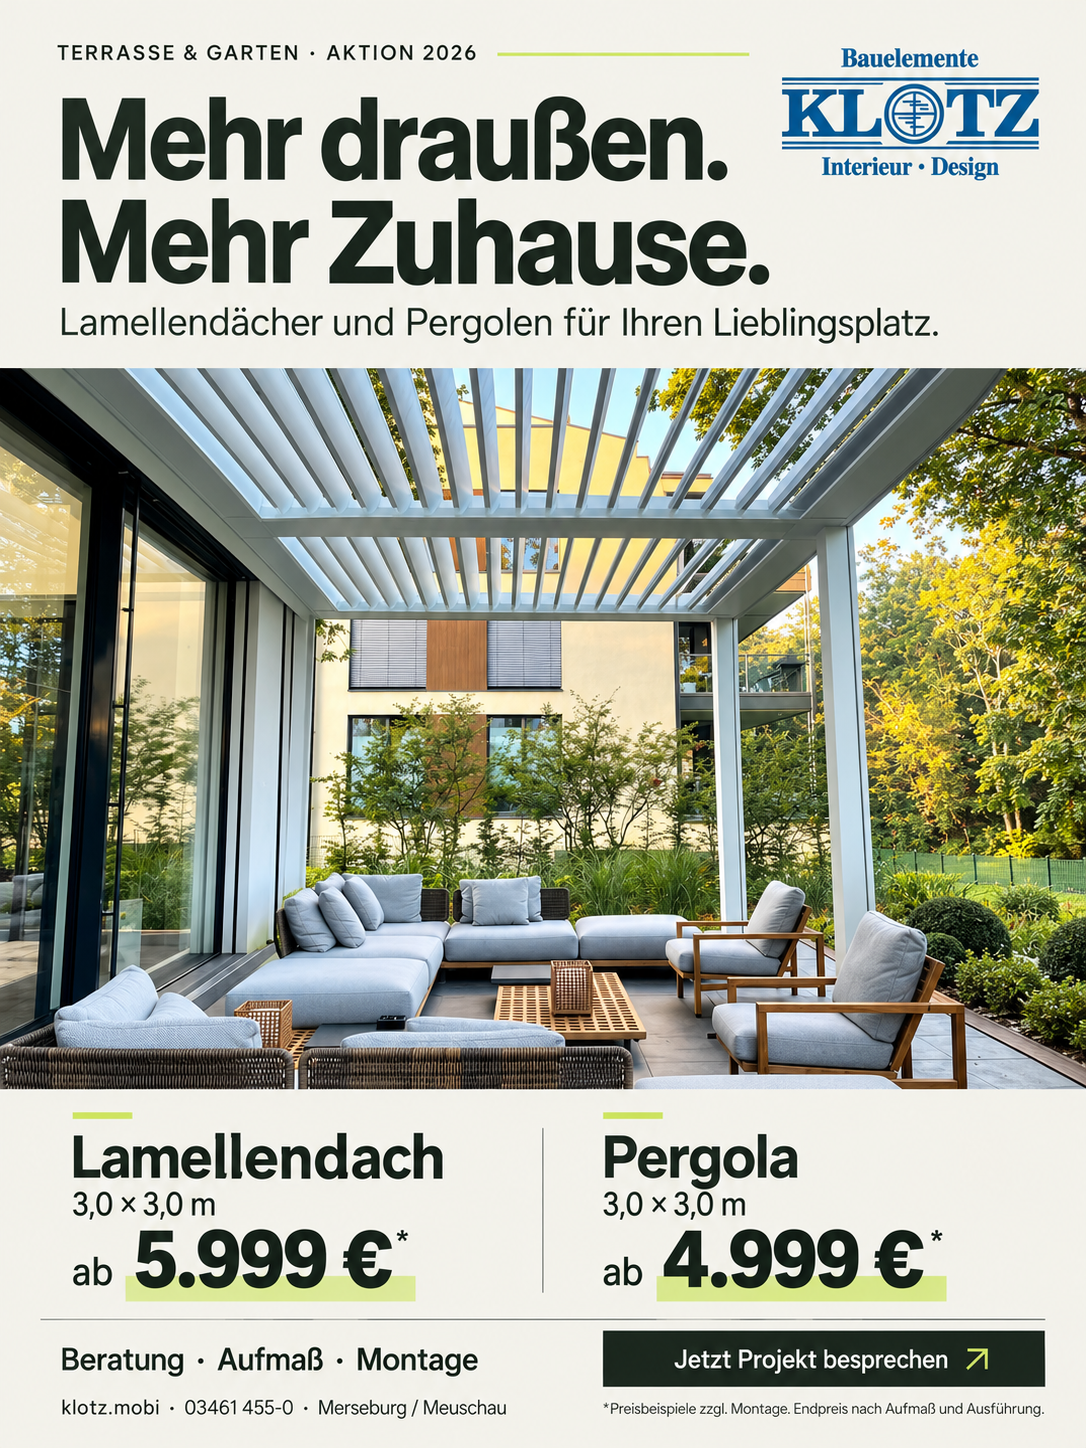 TERRASSE & GARTEN · AKTION 2026
Bauelemente
KLOTZ
Interieur · Design
Mehr draußen.
Mehr Zuhause.
Lamellendächer und Pergolen für Ihren Lieblingsplatz.
Lamellendach
3,0 × 3,0 m
ab 5.999 €*
Pergola
3,0 × 3,0 m
ab 4.999 €*
Beratung · Aufmaß · Montage
klotz.mobi · 03461 455-0 · Merseburg / Meuschau
Jetzt Projekt besprechen
*Preisbeispiele zzgl. Montage. Endpreis nach Aufmaß und Ausführung.